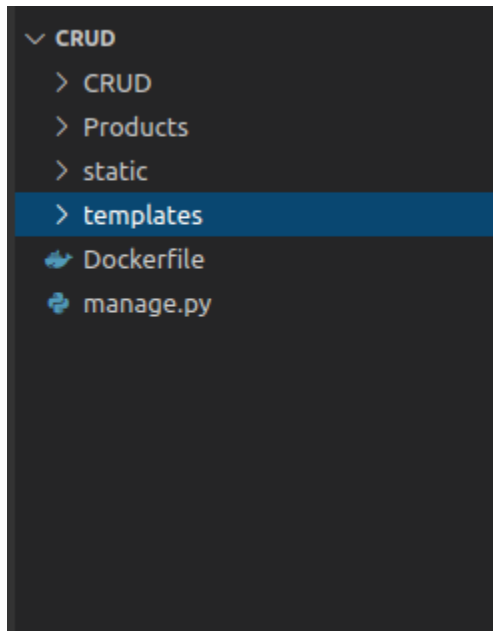 CRUD
CRUD
Products
static
templates
Dockerfile
manage.py